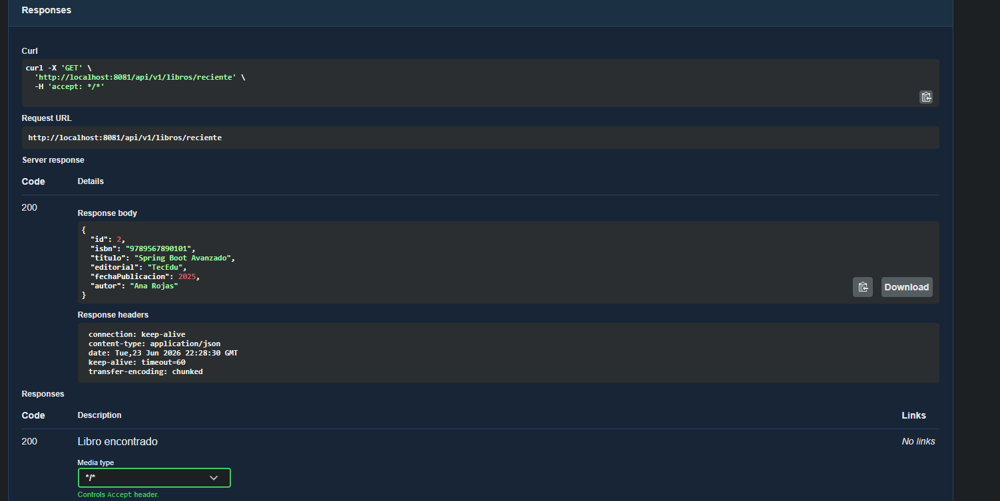 Responses
Curl
curl -X 'GET' \
  'http://localhost:8081/api/v1/libros/reciente' \
  -H 'accept: */*'
Request URL
http://localhost:8081/api/v1/libros/reciente
Server response
Code Details
200
Response body
{
  "id": 2,
  "isbn": "9789567890101",
  "titulo": "Spring Boot Avanzado",
  "editorial": "TecEdu",
  "fechaPublicacion": 2025,
  "autor": "Ana Rojas"
}
Download
Response headers
connection: keep-alive
content-type: application/json
date: Tue,23 Jun 2026 22:28:30 GMT
keep-alive: timeout=60
transfer-encoding: chunked
Responses
Code Description Links
200 Libro encontrado No links
Media type
*/*
Controls Accept header.